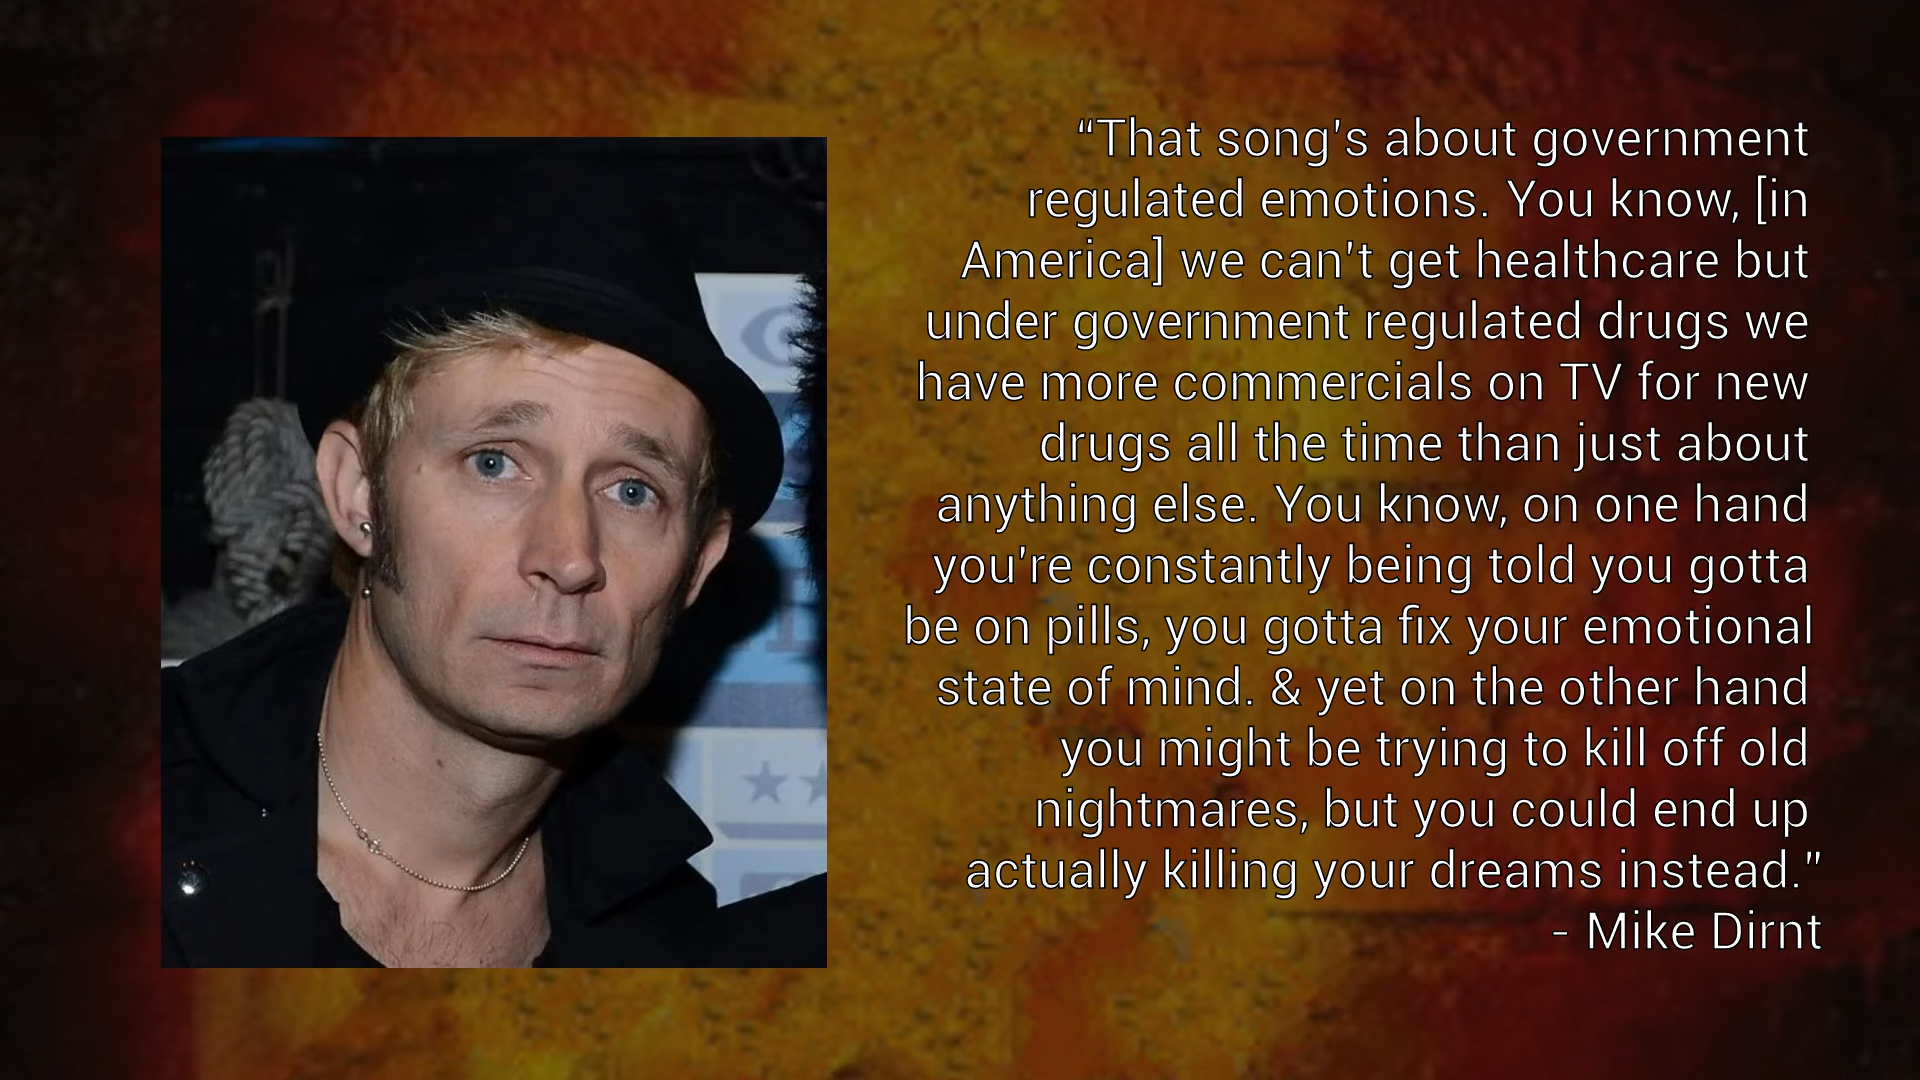 “That song's about government
regulated emotions. You know, [in
America] we can't get healthcare but
under government regulated drugs we
have more commercials on TV for new
drugs all the time than just about
anything else. You know, on one hand
you're constantly being told you gotta
be on pills, you gotta fix your emotional
state of mind. & yet on the other hand
you might be trying to kill off old
nightmares, but you could end up
actually killing your dreams instead.”
- Mike Dirnt